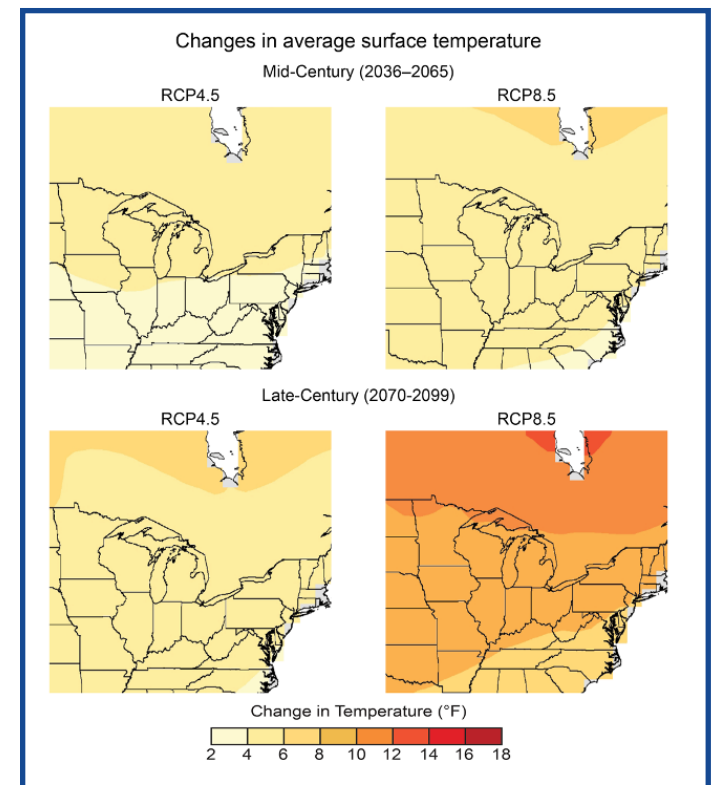 Changes in average surface temperature
Mid-Century (2036–2065)
RCP4.5 RCP8.5
Late-Century (2070-2099)
RCP4.5 RCP8.5
Change in Temperature (°F)
2 4 6 8 10 12 14 16 18